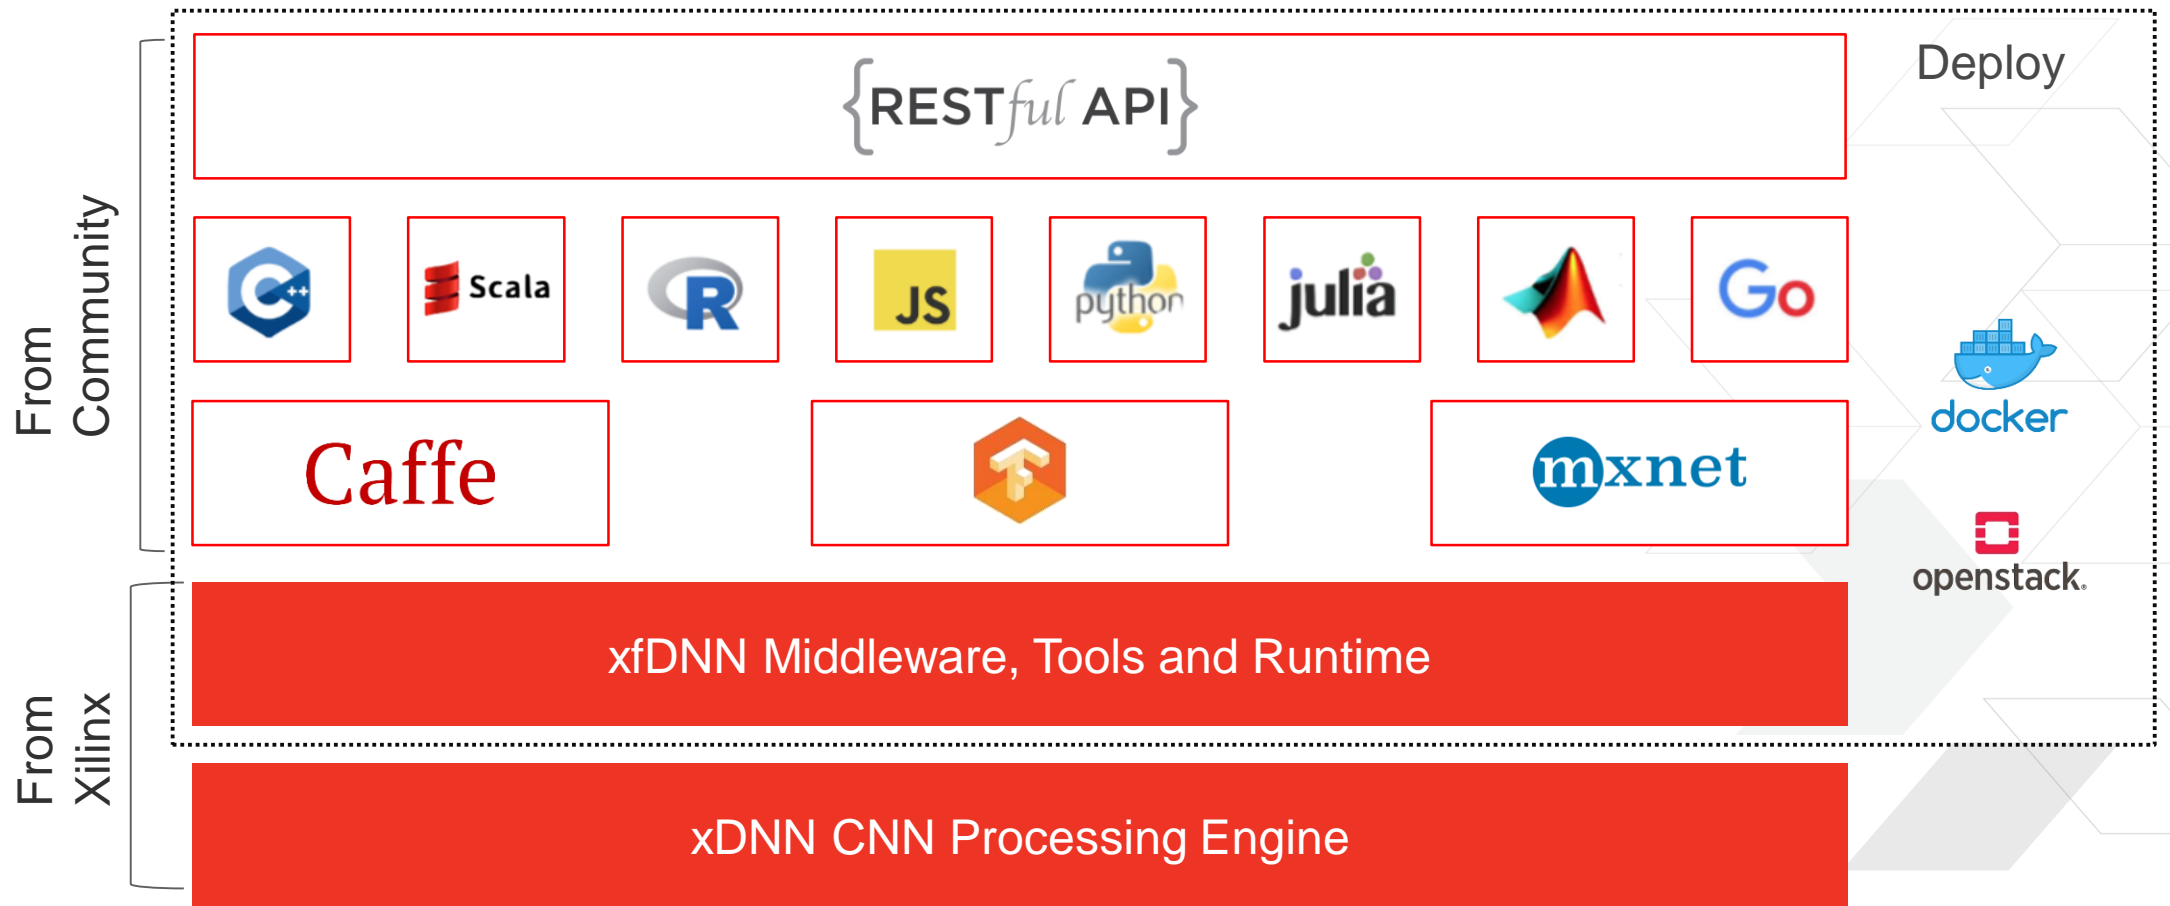 {RESTful API}
Deploy
From
Community
C++
Scala
R
JS
python
julia
Go
docker
Caffe
mxnet
openstack.
xfDNN Middleware, Tools and Runtime
From
Xilinx
xDNN CNN Processing Engine